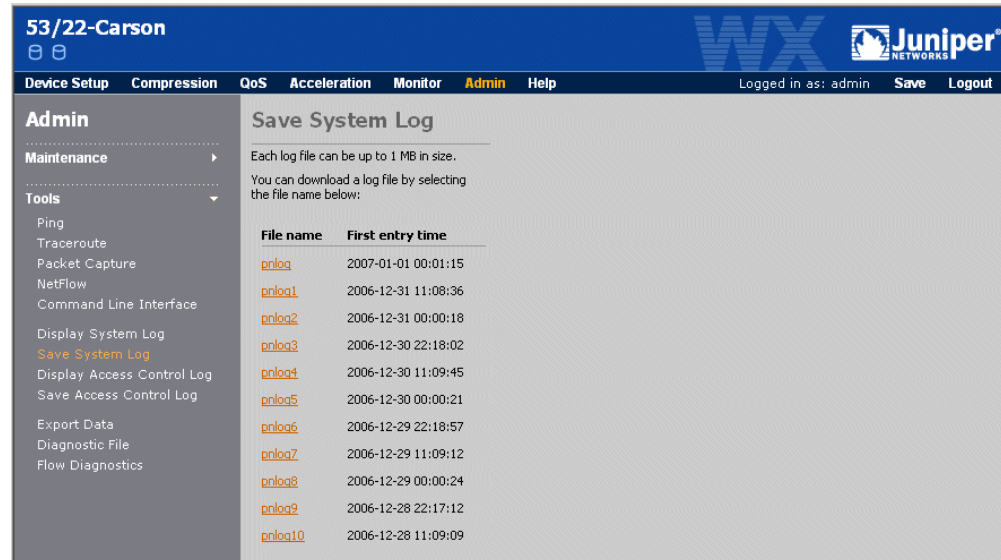 53/22-Carson
WX
Juniper®
NETWORKS
Device Setup Compression QoS Acceleration Monitor Admin Help Logged in as: admin Save Logout
Admin
Maintenance
Tools
Ping
Traceroute
Packet Capture
NetFlow
Command Line Interface
Display System Log
Save System Log
Display Access Control Log
Save Access Control Log
Export Data
Diagnostic File
Flow Diagnostics
Save System Log
Each log file can be up to 1 MB in size.
You can download a log file by selecting
the file name below:
File name First entry time
pnlog 2007-01-01 00:01:15
pnlog1 2006-12-31 11:08:36
pnlog2 2006-12-31 00:00:18
pnlog3 2006-12-30 22:18:02
pnlog4 2006-12-30 11:09:45
pnlog5 2006-12-30 00:00:21
pnlog6 2006-12-29 22:18:57
pnlog7 2006-12-29 11:09:12
pnlog8 2006-12-29 00:00:24
pnlog9 2006-12-28 22:17:12
pnlog10 2006-12-28 11:09:09